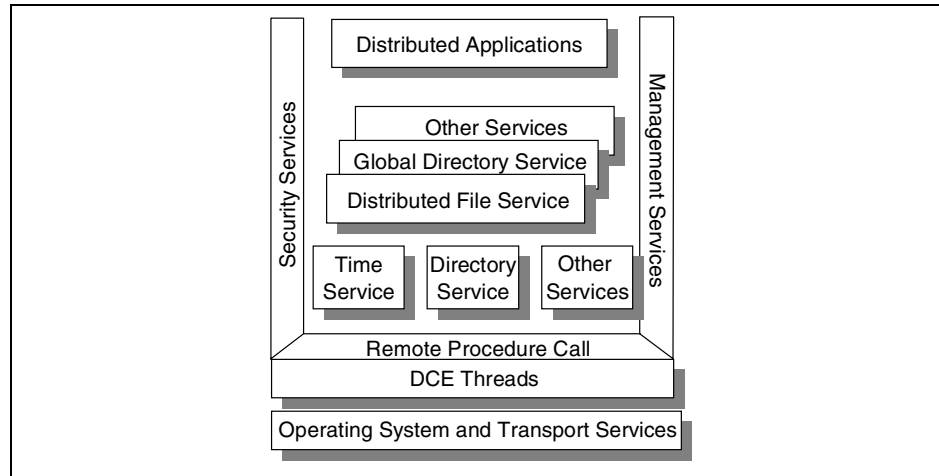 Distributed Applications
Security Services
Management Services
Other Services
Global Directory Service
Distributed File Service
Time
Service
Directory
Service
Other
Services
Remote Procedure Call
DCE Threads
Operating System and Transport Services